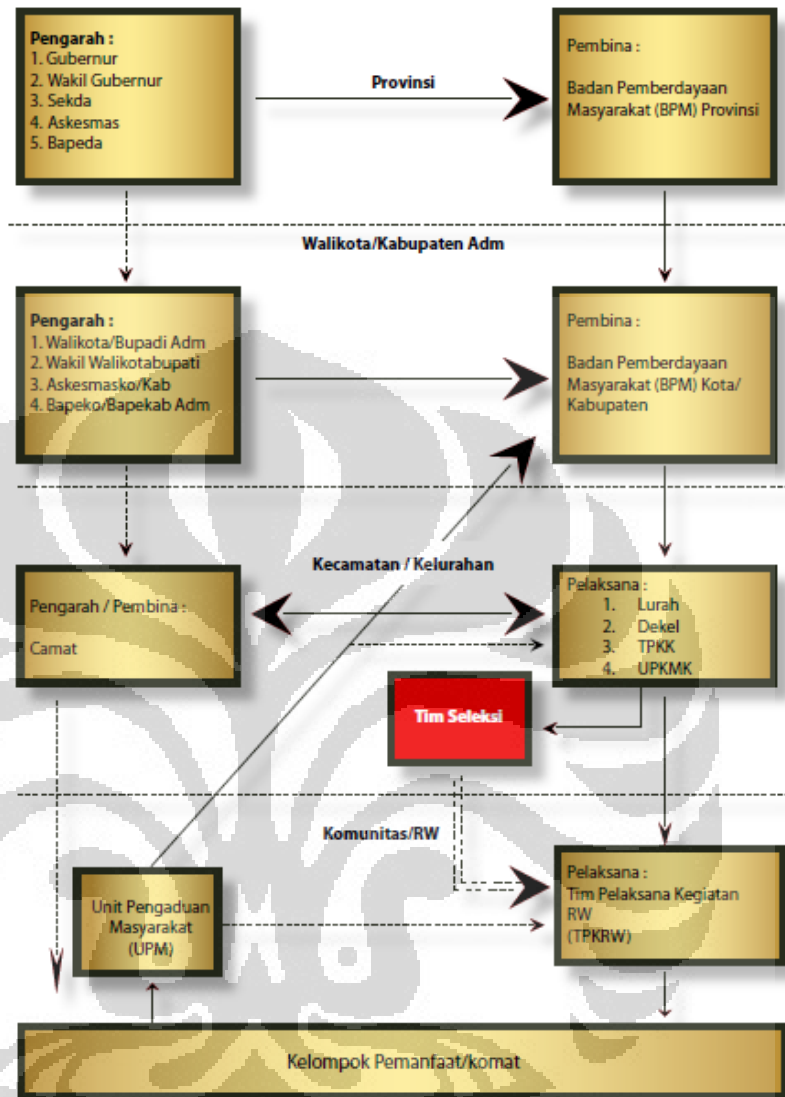 Pengarah :
1. Gubernur
2. Wakil Gubernur
3. Sekda
4. Askesmas
5. Bapeda
Provinsi
Pembina :
Badan Pemberdayaan
Masyarakat (BPM) Provinsi
Walikota/Kabupaten Adm
Pengarah :
1. Walikota/Bupadi Adm
2. Wakil Walikotabupati
3. Askesmasko/Kab
4. Bapeko/Bapekab Adm
Pembina :
Badan Pemberdayaan
Masyarakat (BPM) Kota/
Kabupaten
Kecamatan / Kelurahan
Pengarah / Pembina :
Camat
Pelaksana :
1. Lurah
2. Dekel
3. TPKK
4. UPKMK
Tim Seleksi
Komunitas/RW
Unit Pengaduan
Masyarakat
(UPM)
Pelaksana :
Tim Pelaksana Kegiatan
RW
(TPKRW)
Kelompok Pemanfaat/komat